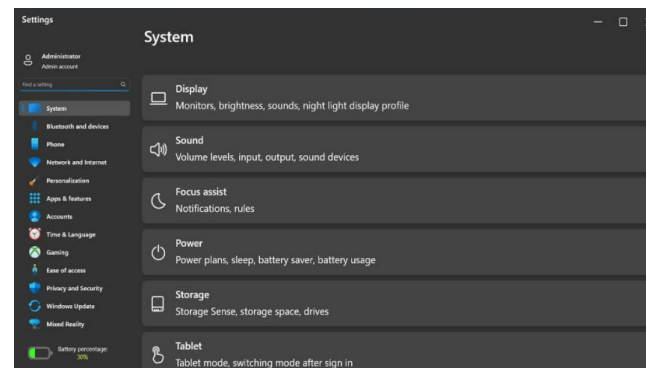 Settings
System
Administrator
Admin account
Find a setting
System
Bluetooth and devices
Phone
Network and Internet
Personalization
Apps & features
Accounts
Time & Language
Gaming
Ease of access
Privacy and Security
Windows Update
Mixed Reality
Battery percentage:
30%
Display
Monitors, brightness, sounds, night light display profile
Sound
Volume levels, input, output, sound devices
Focus assist
Notifications, rules
Power
Power plans, sleep, battery saver, battery usage
Storage
Storage Sense, storage space, drives
Tablet
Tablet mode, switching mode after sign in